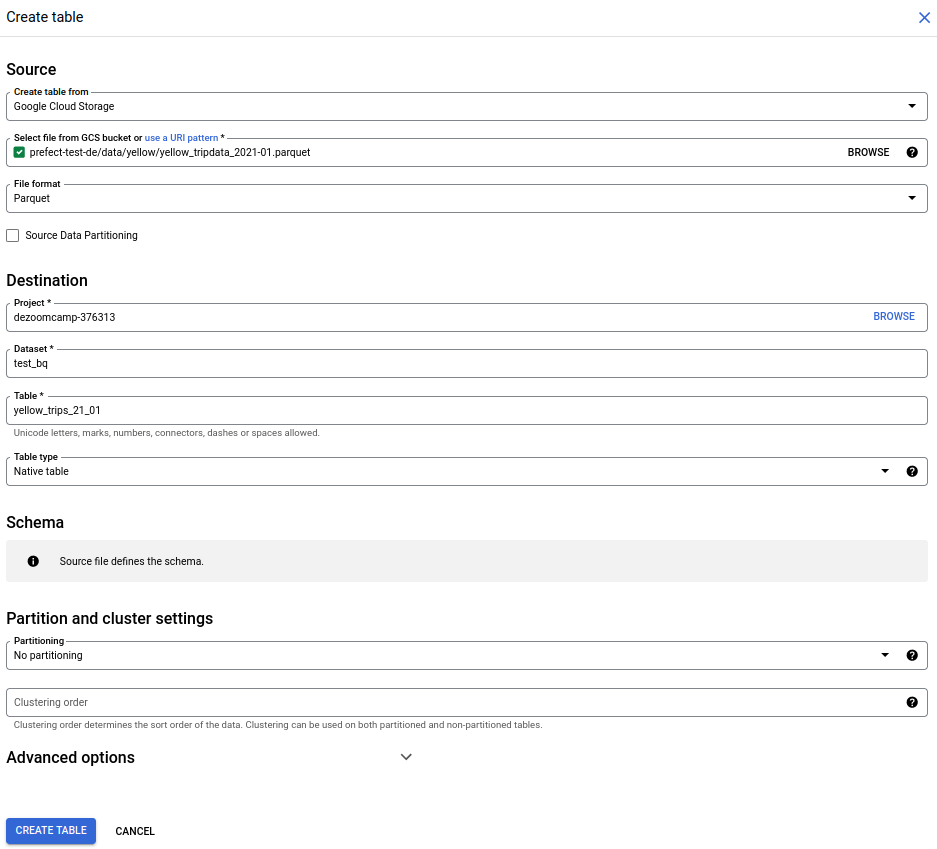 Create table
Source
Create table from
Google Cloud Storage
Select file from GCS bucket or use a URI pattern *
prefect-test-de/data/yellow/yellow_tripdata_2021-01.parquet BROWSE
File format
Parquet
Source Data Partitioning
Destination
Project *
dezoomcamp-376313 BROWSE
Dataset *
test_bq
Table *
yellow_trips_21_01
Unicode letters, marks, numbers, connectors, dashes or spaces allowed.
Table type
Native table
Schema
Source file defines the schema.
Partition and cluster settings
Partitioning
No partitioning
Clustering order
Clustering order determines the sort order of the data. Clustering can be used on both partitioned and non-partitioned tables.
Advanced options
CREATE TABLE CANCEL